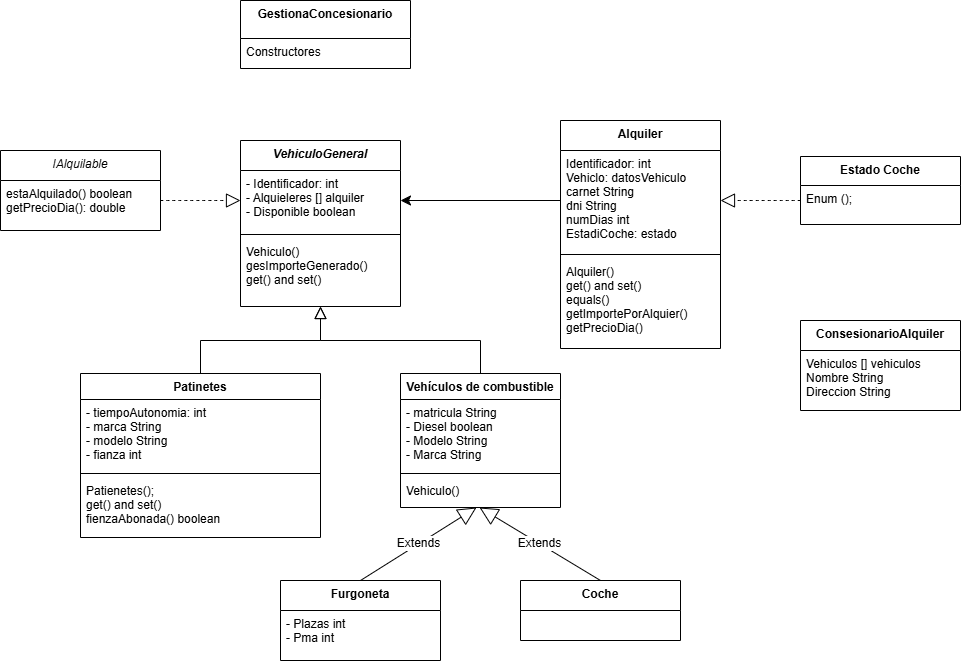 GestionaConcesionario
Constructores
IAlquilable
estaAlquilado() boolean
getPrecioDia(): double
VehiculoGeneral
- Identificador: int
- Alquieleres [] alquiler
- Disponible boolean
Vehiculo()
gesImporteGenerado()
get() and set()
Alquiler
Identificador: int
Vehiclo: datosVehiculo
carnet String
dni String
numDias int
EstadiCoche: estado
Alquiler()
get() and set()
equals()
getImportePorAlquier()
getPrecioDia()
Estado Coche
Enum ();
ConsesionarioAlquiler
Vehiculos [] vehiculos
Nombre String
Direccion String
Patinetes
- tiempoAutonomia: int
- marca String
- modelo String
- fianza int
Patienetes();
get() and set()
fienzaAbonada() boolean
Vehículos de combustible
- matricula String
- Diesel boolean
- Modelo String
- Marca String
Vehiculo()
Extends
Extends
Furgoneta
- Plazas int
- Pma int
Coche